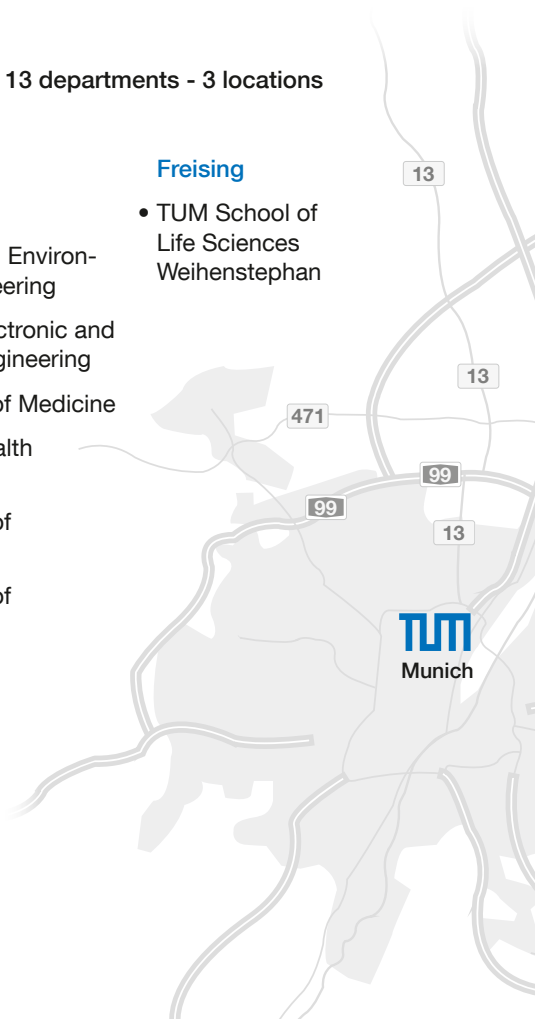 13 departments - 3 locations
Environ-
eering
ctronic and
gineering
of Medicine
alth
of
of
Freising
• TUM School of
Life Sciences
Weihenstephan
13
13
471
99
99
13
TUM
Munich